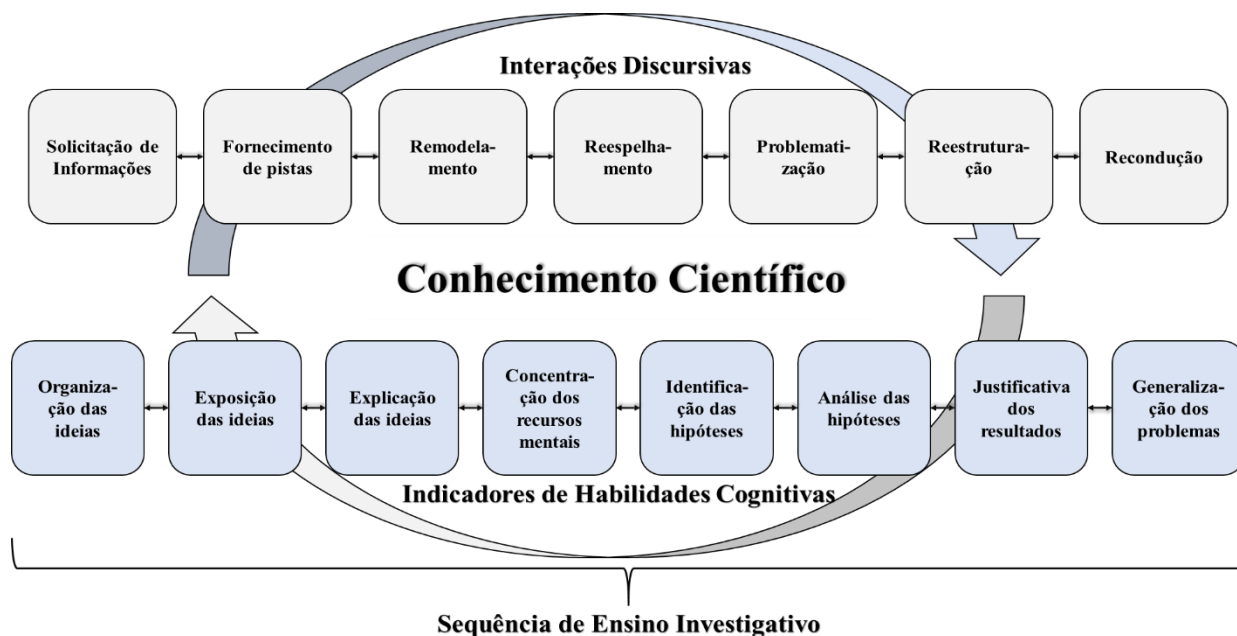 Interações Discursivas
Solicitação de
Informações
Fornecimento
de pistas
Remodela-
mento
Reespelha-
mento
Problemati-
zação
Reestrutura-
ção
Recondução
Conhecimento Científico
Organiza-
ção das
ideias
Exposição
das ideias
Explicação
das ideias
Concentra-
ção dos
recursos
mentais
Identifica-
ção das
hipóteses
Análise das
hipóteses
Justificativa
dos
resultados
Generaliza-
ção dos
problemas
Indicadores de Habilidades Cognitivas
Sequência de Ensino Investigativo